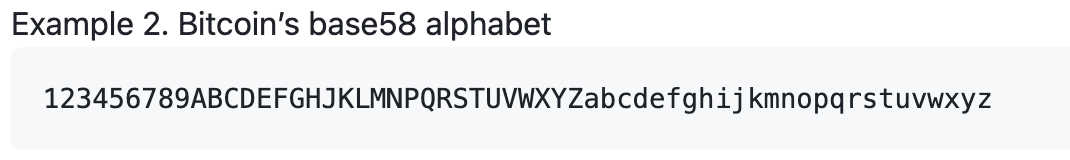 Example 2. Bitcoin’s base58 alphabet
123456789ABCDEFGHJKLMNPQRSTUVWXYZabcdefghijkmnopqrstuvwxyz